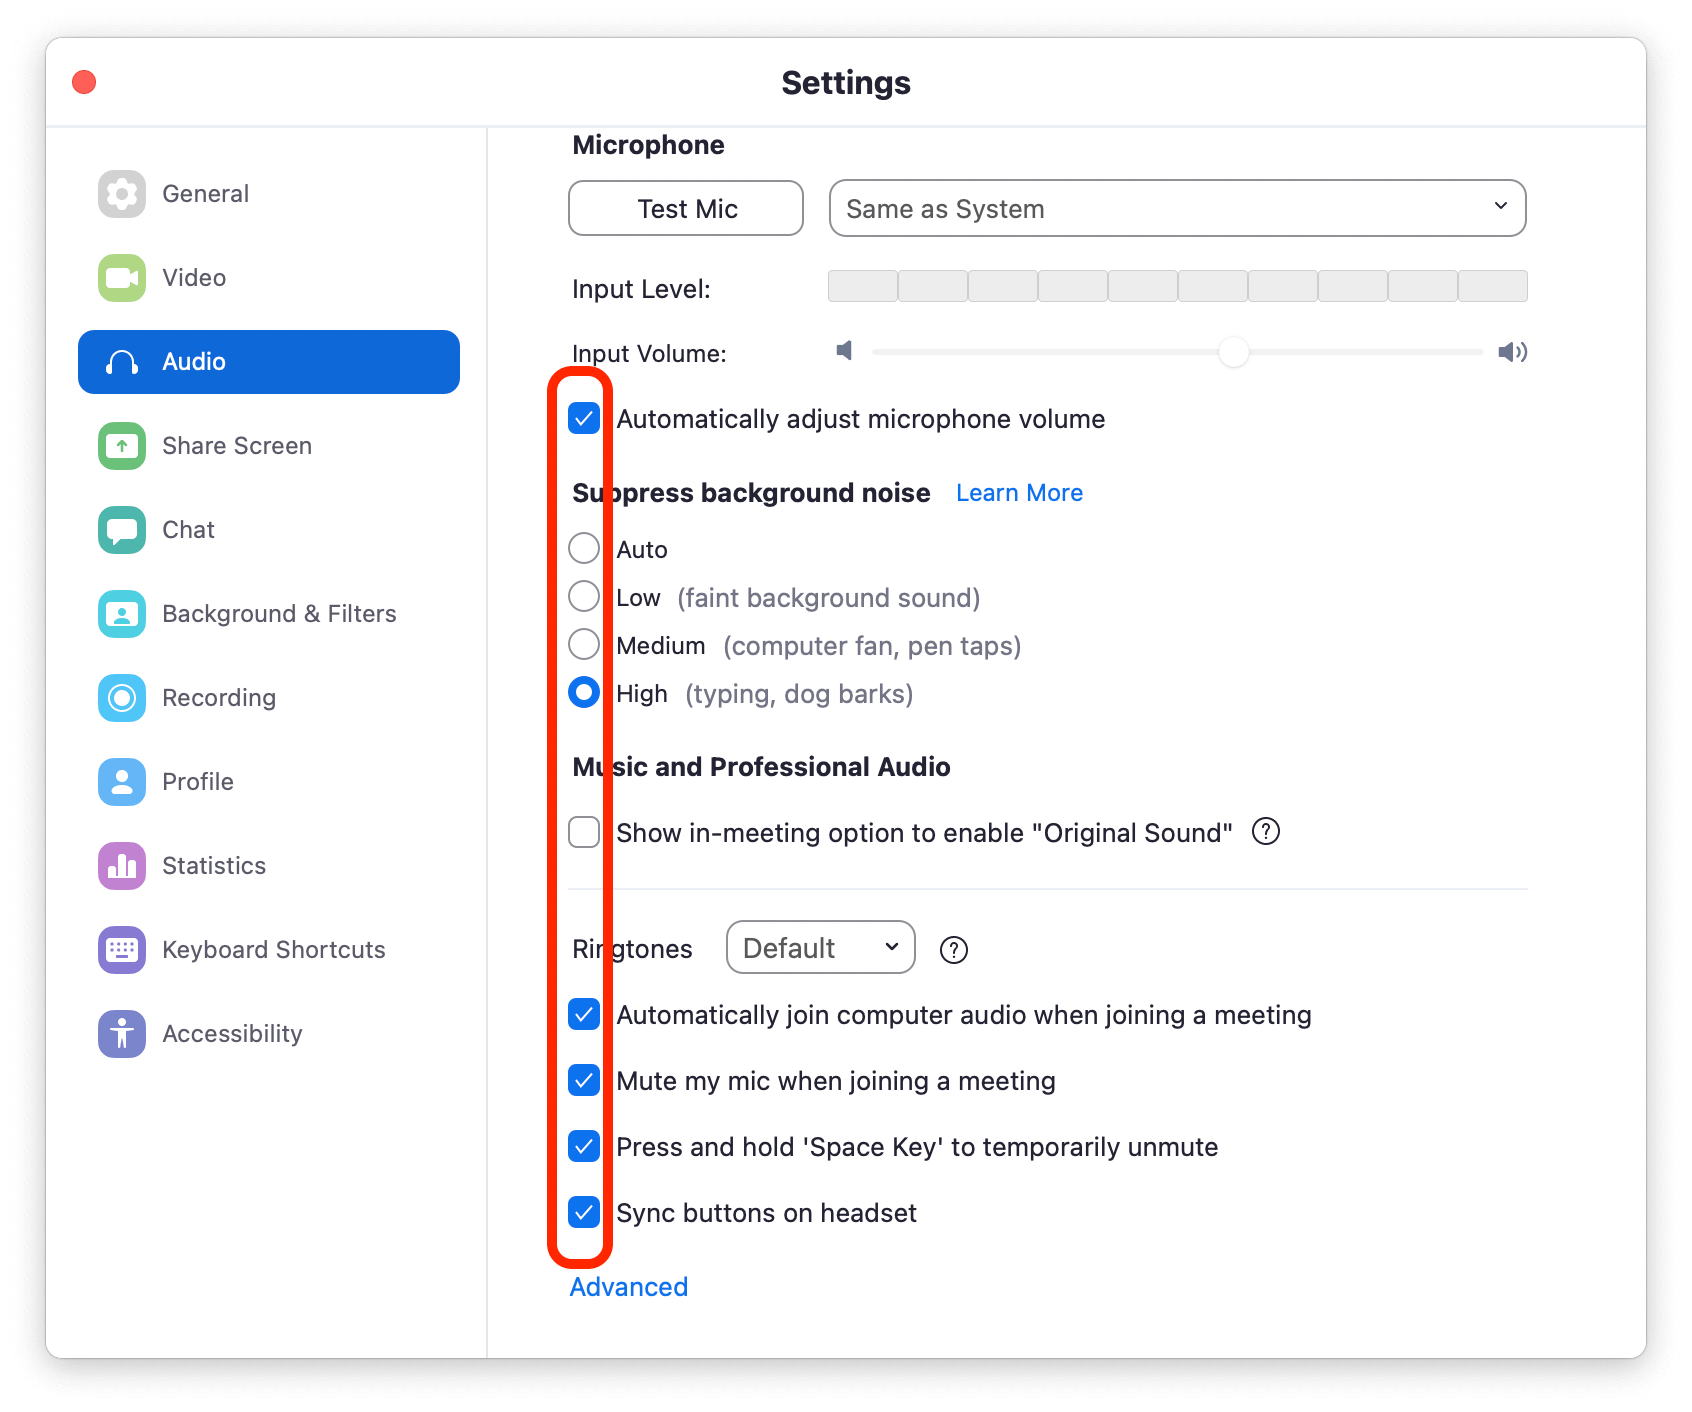 Settings
General
Video
Audio
Share Screen
Chat
Background & Filters
Recording
Profile
Statistics
Keyboard Shortcuts
Accessibility
Microphone
Test Mic Same as System
Input Level:
Input Volume:
Automatically adjust microphone volume
Suppress background noise Learn More
Auto
Low (faint background sound)
Medium (computer fan, pen taps)
High (typing, dog barks)
Music and Professional Audio
Show in-meeting option to enable "Original Sound" ?
Ringtones Default ?
Automatically join computer audio when joining a meeting
Mute my mic when joining a meeting
Press and hold 'Space Key' to temporarily unmute
Sync buttons on headset
Advanced